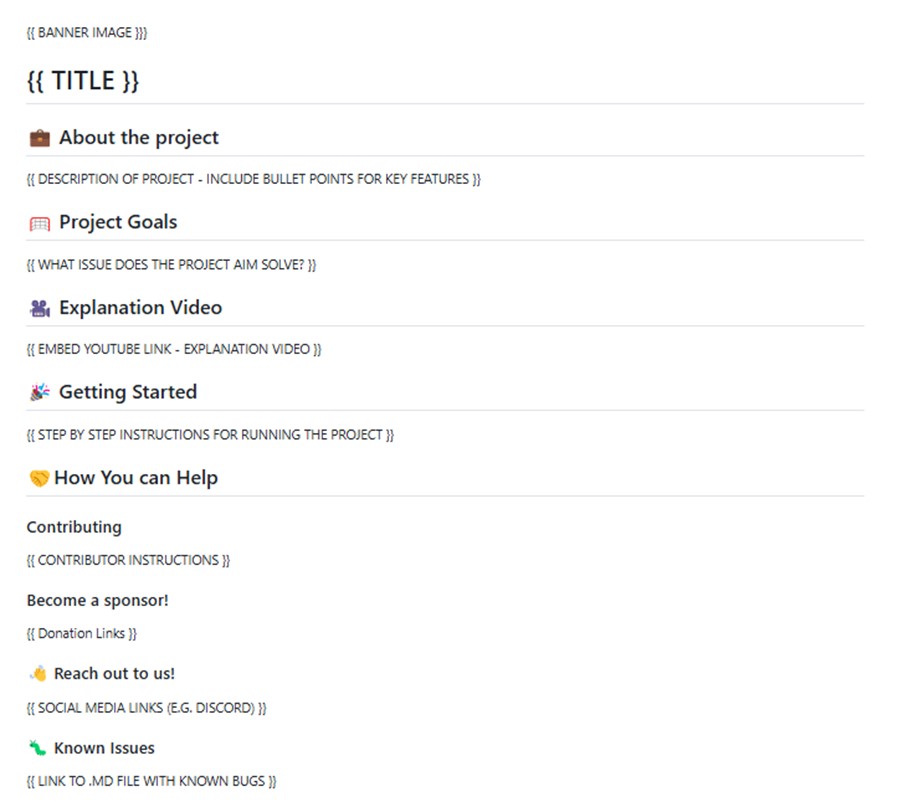 {{ BANNER IMAGE }}}
{{ TITLE }}
About the project
{{ DESCRIPTION OF PROJECT - INCLUDE BULLET POINTS FOR KEY FEATURES }}
Project Goals
{{ WHAT ISSUE DOES THE PROJECT AIM SOLVE? }}
Explanation Video
{{ EMBED YOUTUBE LINK - EXPLANATION VIDEO }}
Getting Started
{{ STEP BY STEP INSTRUCTIONS FOR RUNNING THE PROJECT }}
How You can Help
Contributing
{{ CONTRIBUTOR INSTRUCTIONS }}
Become a sponsor!
{{ Donation Links }}
Reach out to us!
{{ SOCIAL MEDIA LINKS (E.G. DISCORD) }}
Known Issues
{{ LINK TO .MD FILE WITH KNOWN BUGS }}